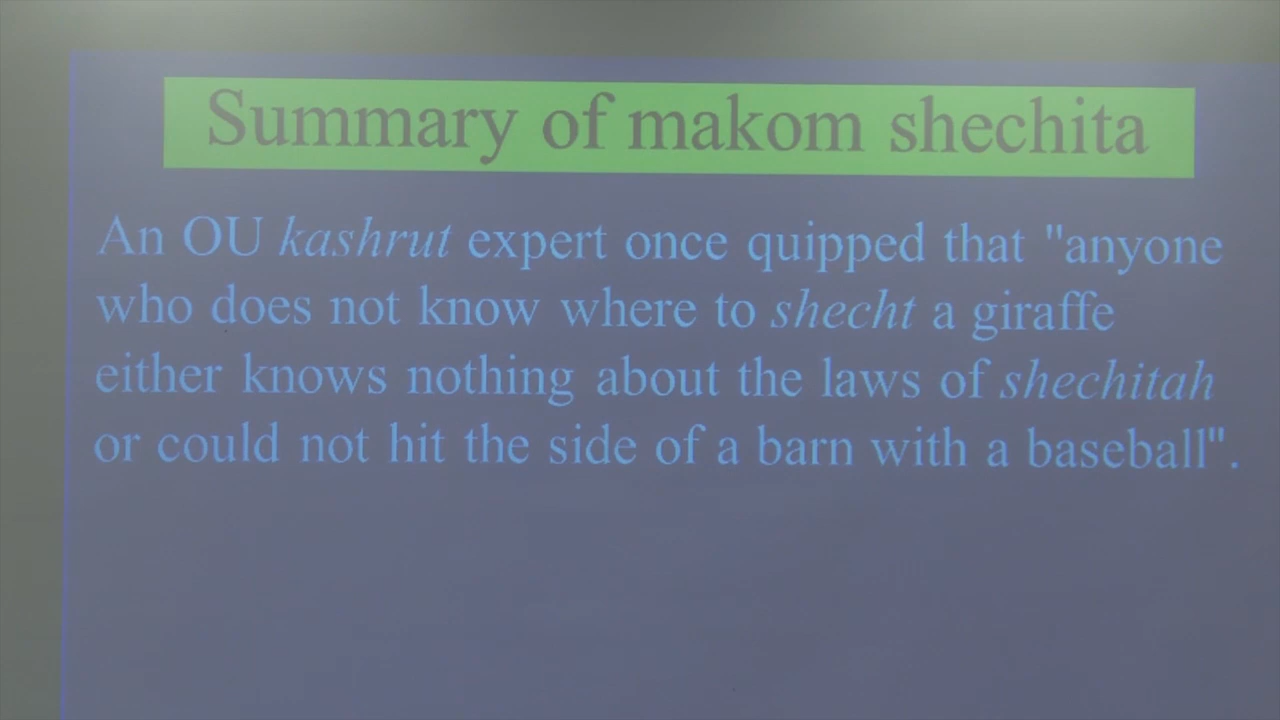 Summary of makom shechita
An OU kashrut expert once quipped that "anyone
who does not know where to shecht a giraffe
either knows nothing about the laws of shechitah
or could not hit the side of a barn with a baseball".